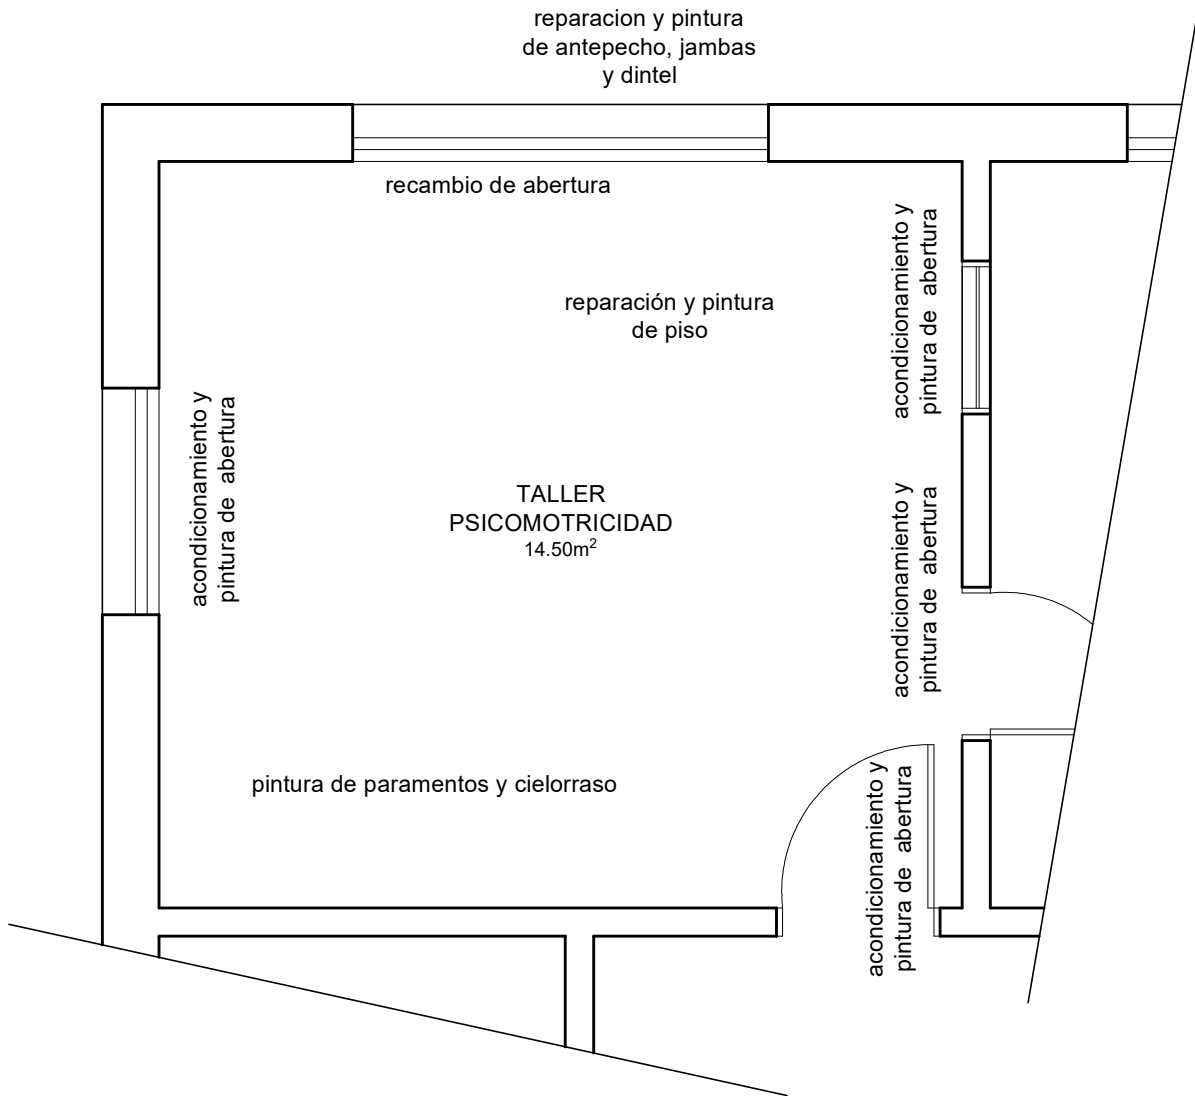 reparacion y pintura
de antepecho, jambas
y dintel
recambio de abertura
acondicionamiento y
pintura de  abertura
reparación y pintura
de piso
acondicionamiento y
pintura de  abertura
TALLER
PSICOMOTRICIDAD
14.50m²
acondicionamiento y
pintura de  abertura
pintura de paramentos y cielorraso
acondicionamiento y
pintura de  abertura